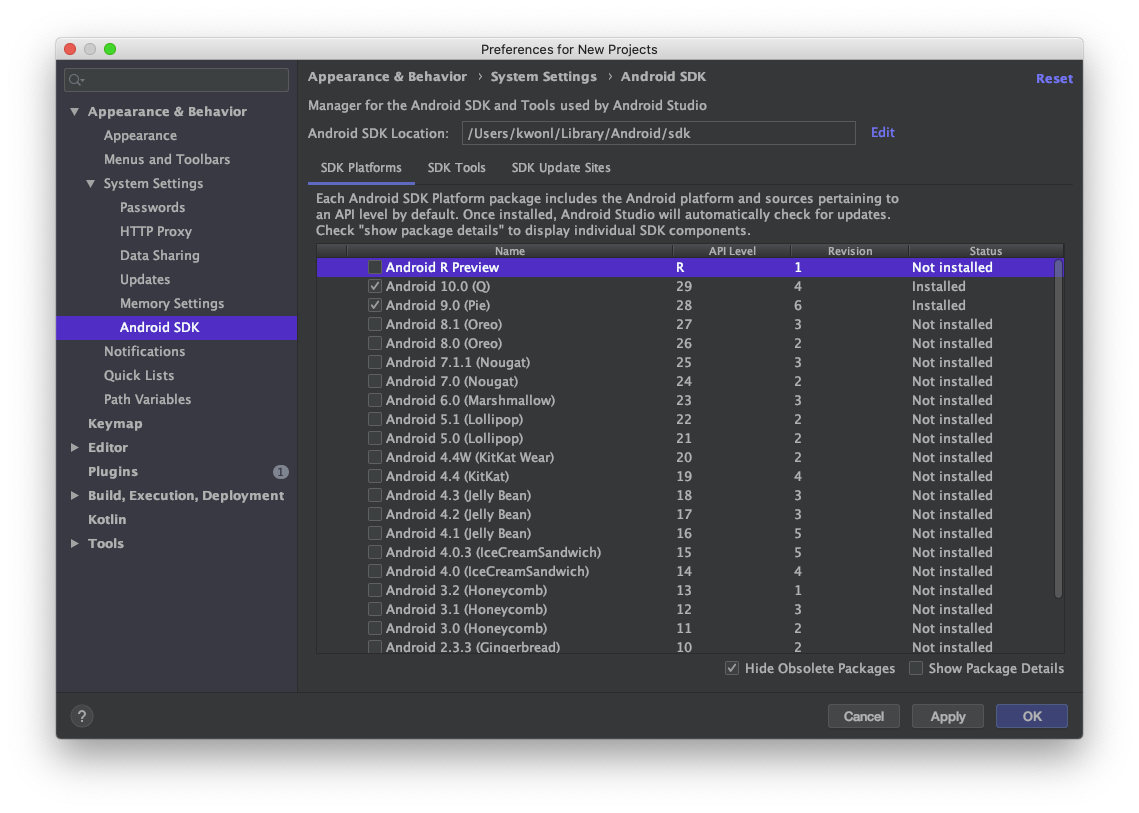 Preferences for New Projects
Appearance & Behavior
Appearance
Menus and Toolbars
System Settings
Passwords
HTTP Proxy
Data Sharing
Updates
Memory Settings
Android SDK
Notifications
Quick Lists
Path Variables
Keymap
Editor
Plugins 1
Build, Execution, Deployment
Kotlin
Tools
Appearance & Behavior › System Settings › Android SDK Reset
Manager for the Android SDK and Tools used by Android Studio
Android SDK Location: /Users/kwonl/Library/Android/sdk Edit
SDK Platforms SDK Tools SDK Update Sites
Each Android SDK Platform package includes the Android platform and sources pertaining to
an API level by default. Once installed, Android Studio will automatically check for updates.
Check "show package details" to display individual SDK components.
Name API Level Revision Status
Android R Preview R 1 Not installed
Android 10.0 (Q) 29 4 Installed
Android 9.0 (Pie) 28 6 Installed
Android 8.1 (Oreo) 27 3 Not installed
Android 8.0 (Oreo) 26 2 Not installed
Android 7.1.1 (Nougat) 25 3 Not installed
Android 7.0 (Nougat) 24 2 Not installed
Android 6.0 (Marshmallow) 23 3 Not installed
Android 5.1 (Lollipop) 22 2 Not installed
Android 5.0 (Lollipop) 21 2 Not installed
Android 4.4W (KitKat Wear) 20 2 Not installed
Android 4.4 (KitKat) 19 4 Not installed
Android 4.3 (Jelly Bean) 18 3 Not installed
Android 4.2 (Jelly Bean) 17 3 Not installed
Android 4.1 (Jelly Bean) 16 5 Not installed
Android 4.0.3 (IceCreamSandwich) 15 5 Not installed
Android 4.0 (IceCreamSandwich) 14 4 Not installed
Android 3.2 (Honeycomb) 13 1 Not installed
Android 3.1 (Honeycomb) 12 3 Not installed
Android 3.0 (Honeycomb) 11 2 Not installed
Android 2.3.3 (Gingerbread) 10 2 Not installed
Hide Obsolete Packages Show Package Details
? Cancel Apply OK